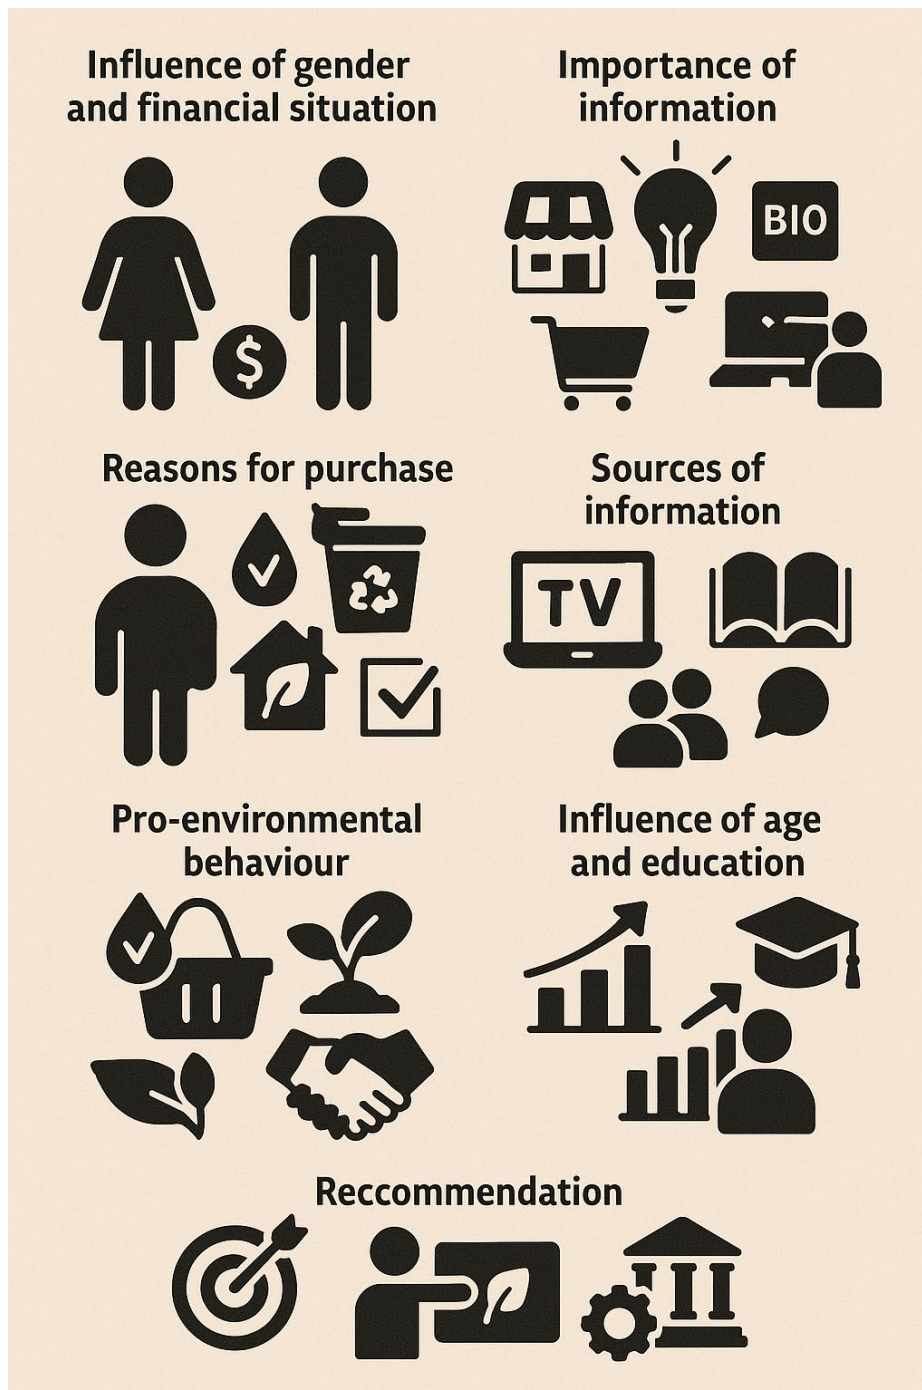 Influence of gender
and financial situation
$
Importance of
information
BIO
Reasons for purchase
Sources of
information
TV
Pro-environmental
behaviour
Influence of age
and education
Reccommendation